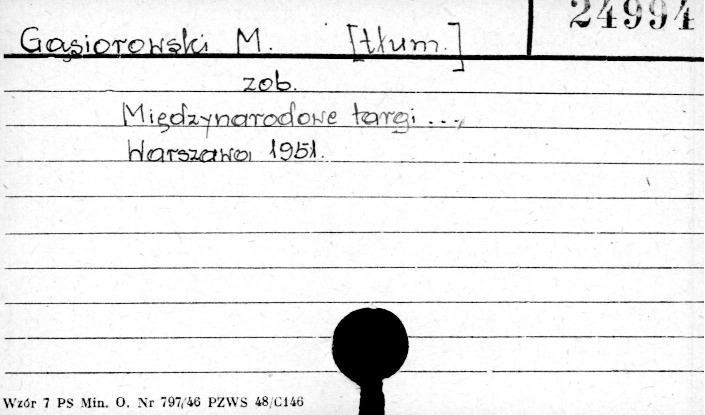 24994
Gąsiorowski M. [tłum.]
zob.
Międzynarodowe targi ...,
Warszawa, 1951.
Wzór 7 PS Min. O. Nr 797/46 PZWS 48/C146